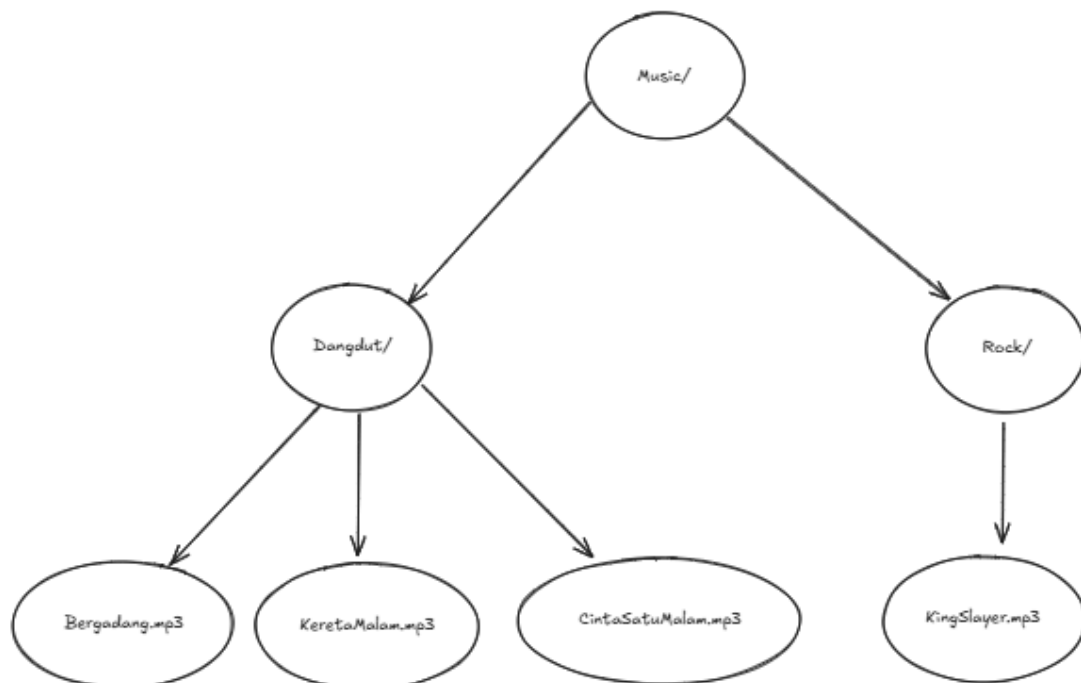 Music/
Dangdut/
Rock/
Bergadang.mp3
KeretaMalam.mp3
CintaSatuMalam.mp3
KingSlayer.mp3